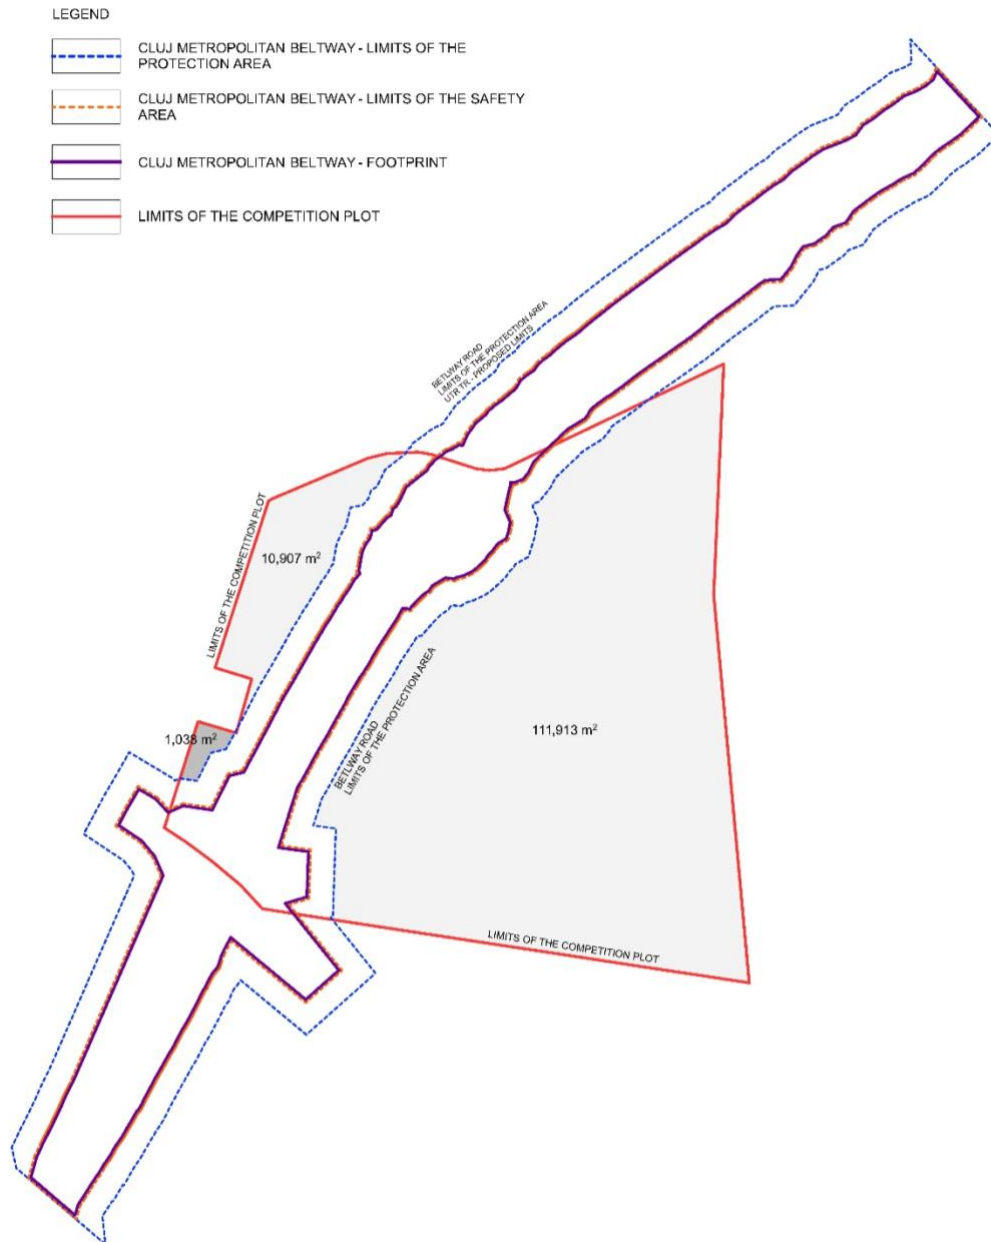 LEGEND
CLUJ METROPOLITAN BELTWAY - LIMITS OF THE
PROTECTION AREA
CLUJ METROPOLITAN BELTWAY - LIMITS OF THE SAFETY
AREA
CLUJ METROPOLITAN BELTWAY - FOOTPRINT
LIMITS OF THE COMPETITION PLOT
BETLWAY ROAD
LIMITS OF THE PROTECTION AREA
UTR TR - PROPOSED LIMITS
LIMITS OF THE COMPETITION PLOT
10,907 m²
1,038 m²
BETLWAY ROAD
LIMITS OF THE PROTECTION AREA
111,913 m²
LIMITS OF THE COMPETITION PLOT